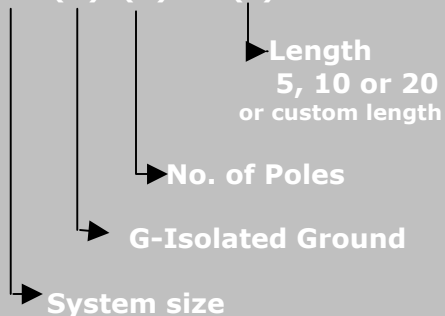 Length
5, 10 or 20
or custom length
No. of Poles
G-Isolated Ground
System size